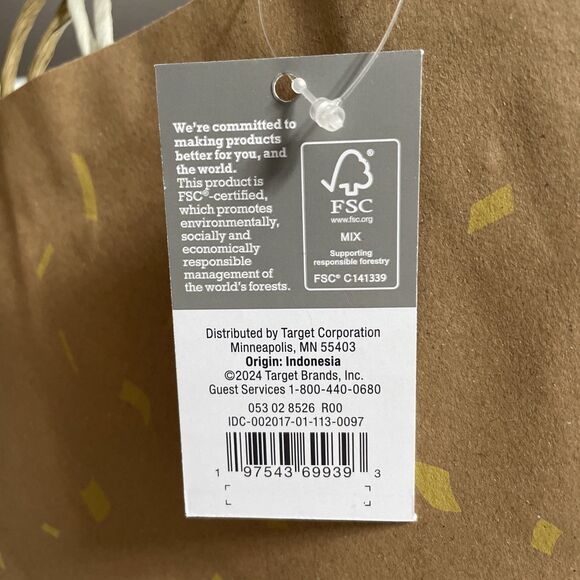 We're committed to
making products
better for you, and
the world.
This product is
FSC®-certified,
which promotes
environmentally,
socially and
economically
responsible
management of
the world's forests.
FSC
www.fsc.org
MIX
Supporting
responsible forestry
FSC® C141339
Distributed by Target Corporation
Minneapolis, MN 55403
Origin: Indonesia
©2024 Target Brands, Inc.
Guest Services 1-800-440-0680
053 02 8526 R00
IDC-002017-01-113-0097
1 97543 69939 3